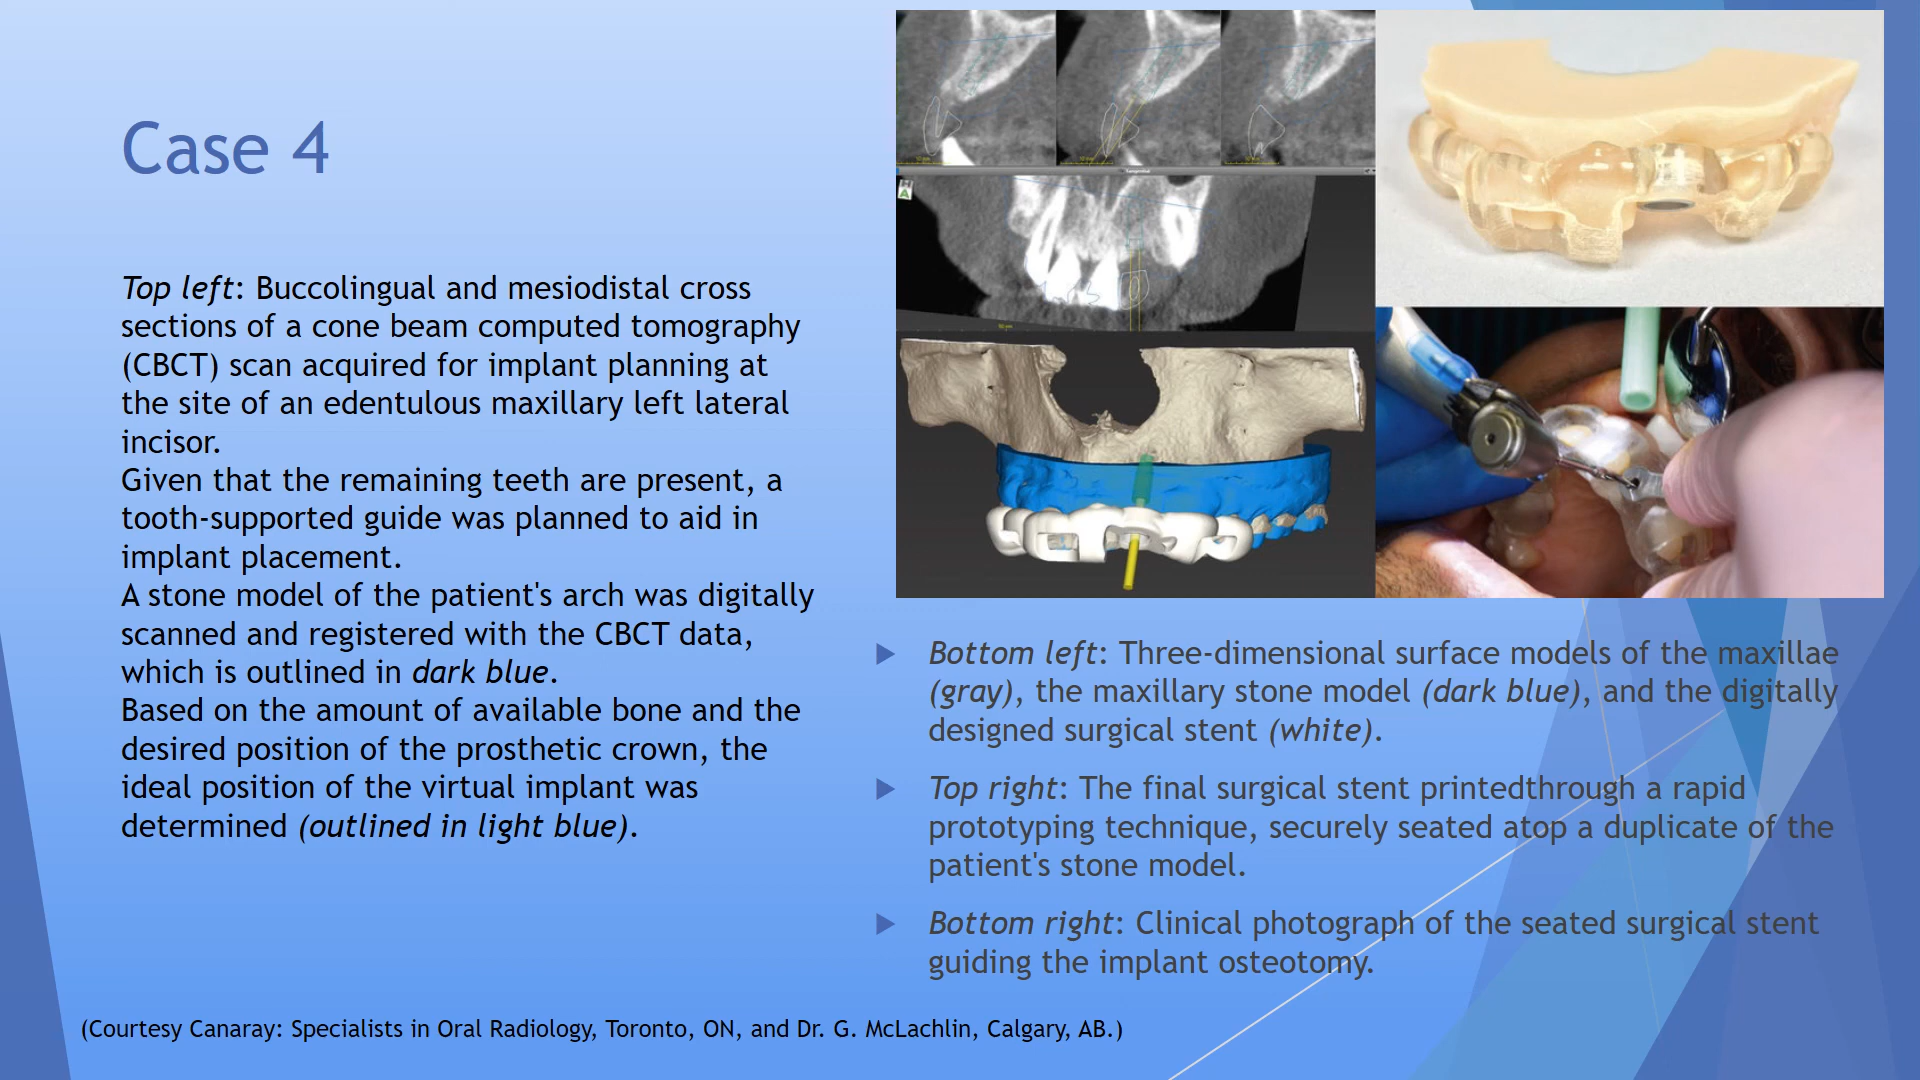 Case 4
Top left: Buccolingual and mesiodistal cross
sections of a cone beam computed tomography
(CBCT) scan acquired for implant planning at
the site of an edentulous maxillary left lateral
incisor.
Given that the remaining teeth are present, a
tooth-supported guide was planned to aid in
implant placement.
A stone model of the patient's arch was digitally
scanned and registered with the CBCT data,
which is outlined in dark blue.
Based on the amount of available bone and the
desired position of the prosthetic crown, the
ideal position of the virtual implant was
determined (outlined in light blue).
Bottom left: Three-dimensional surface models of the maxillae
(gray), the maxillary stone model (dark blue), and the digitally
designed surgical stent (white).
Top right: The final surgical stent printedthrough a rapid
prototyping technique, securely seated atop a duplicate of the
patient's stone model.
Bottom right: Clinical photograph of the seated surgical stent
guiding the implant osteotomy.
(Courtesy Canaray: Specialists in Oral Radiology, Toronto, ON, and Dr. G. McLachlin, Calgary, AB.)